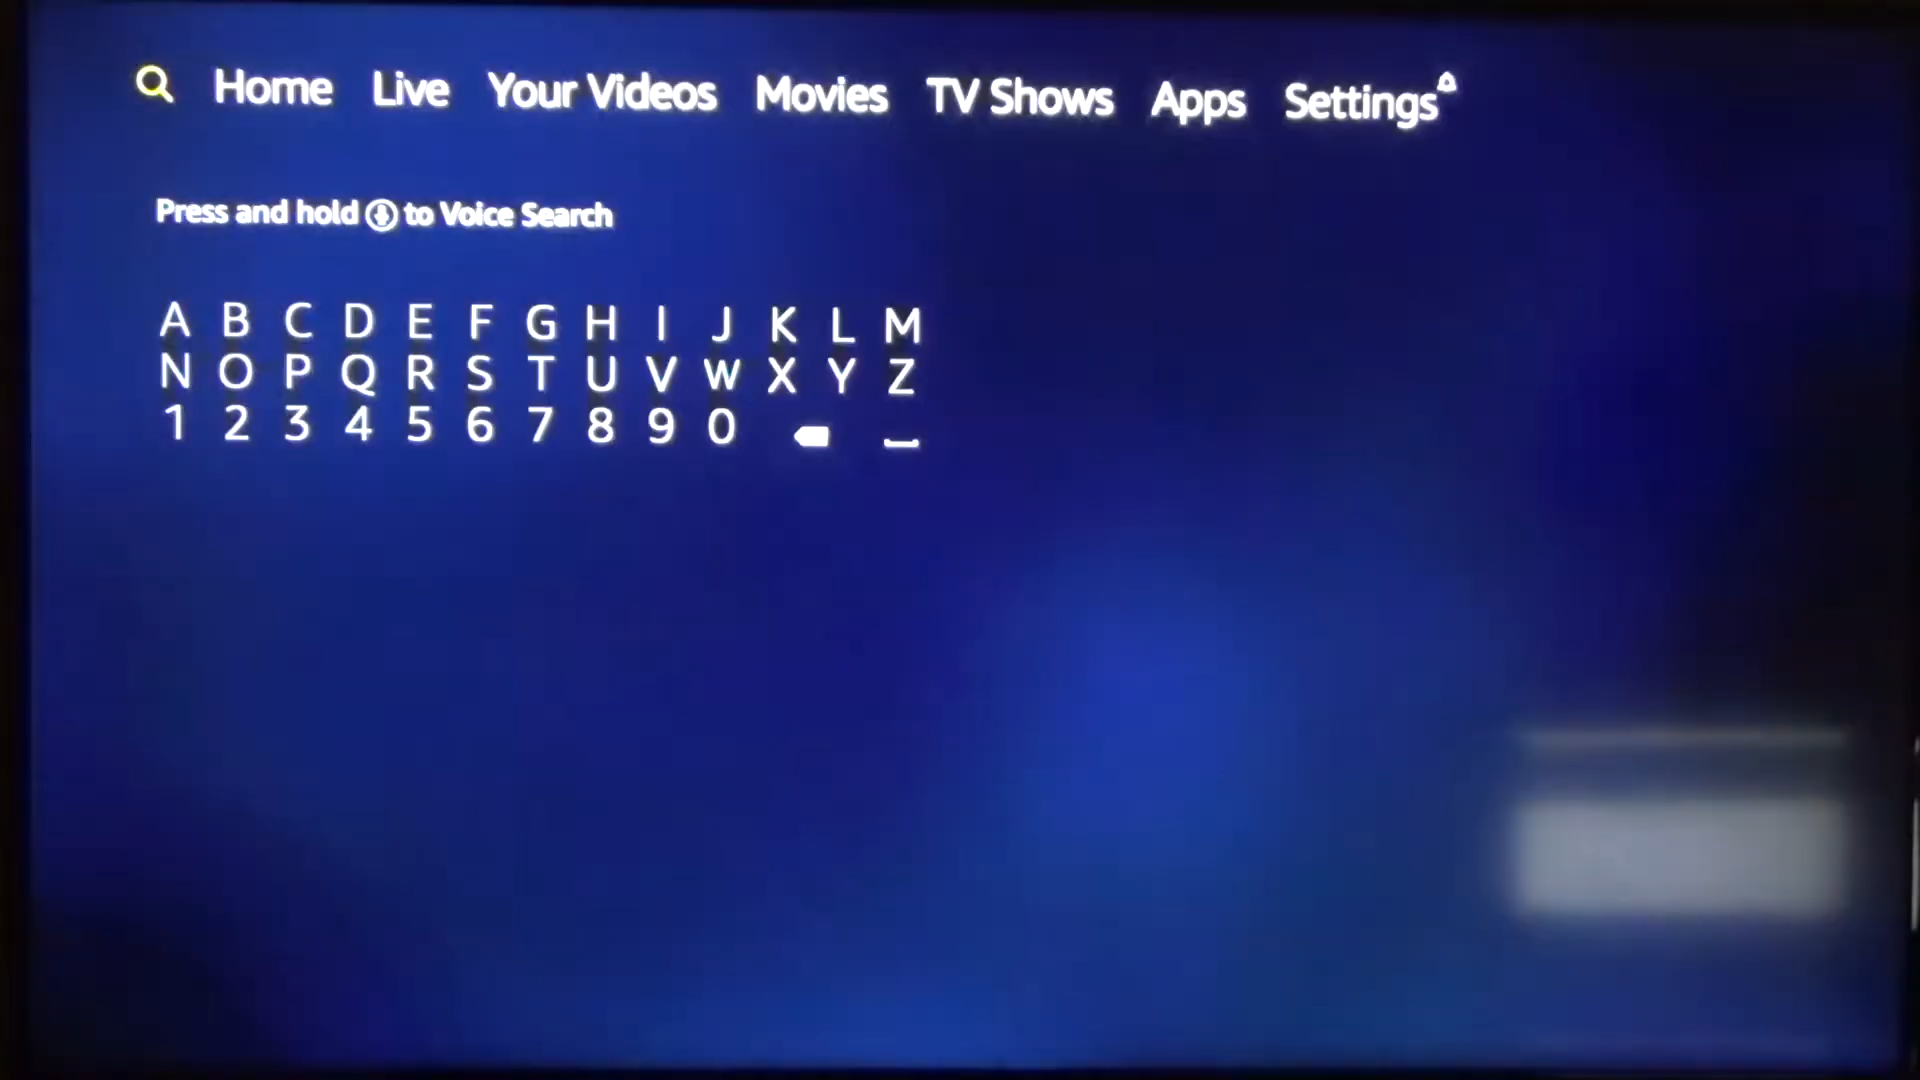 Home Live Your Videos Movies TV Shows Apps Settings
Press and hold to Voice Search
A B C D E F G H I J K L M
N O P Q R S T U V W X Y Z
1 2 3 4 5 6 7 8 9 0